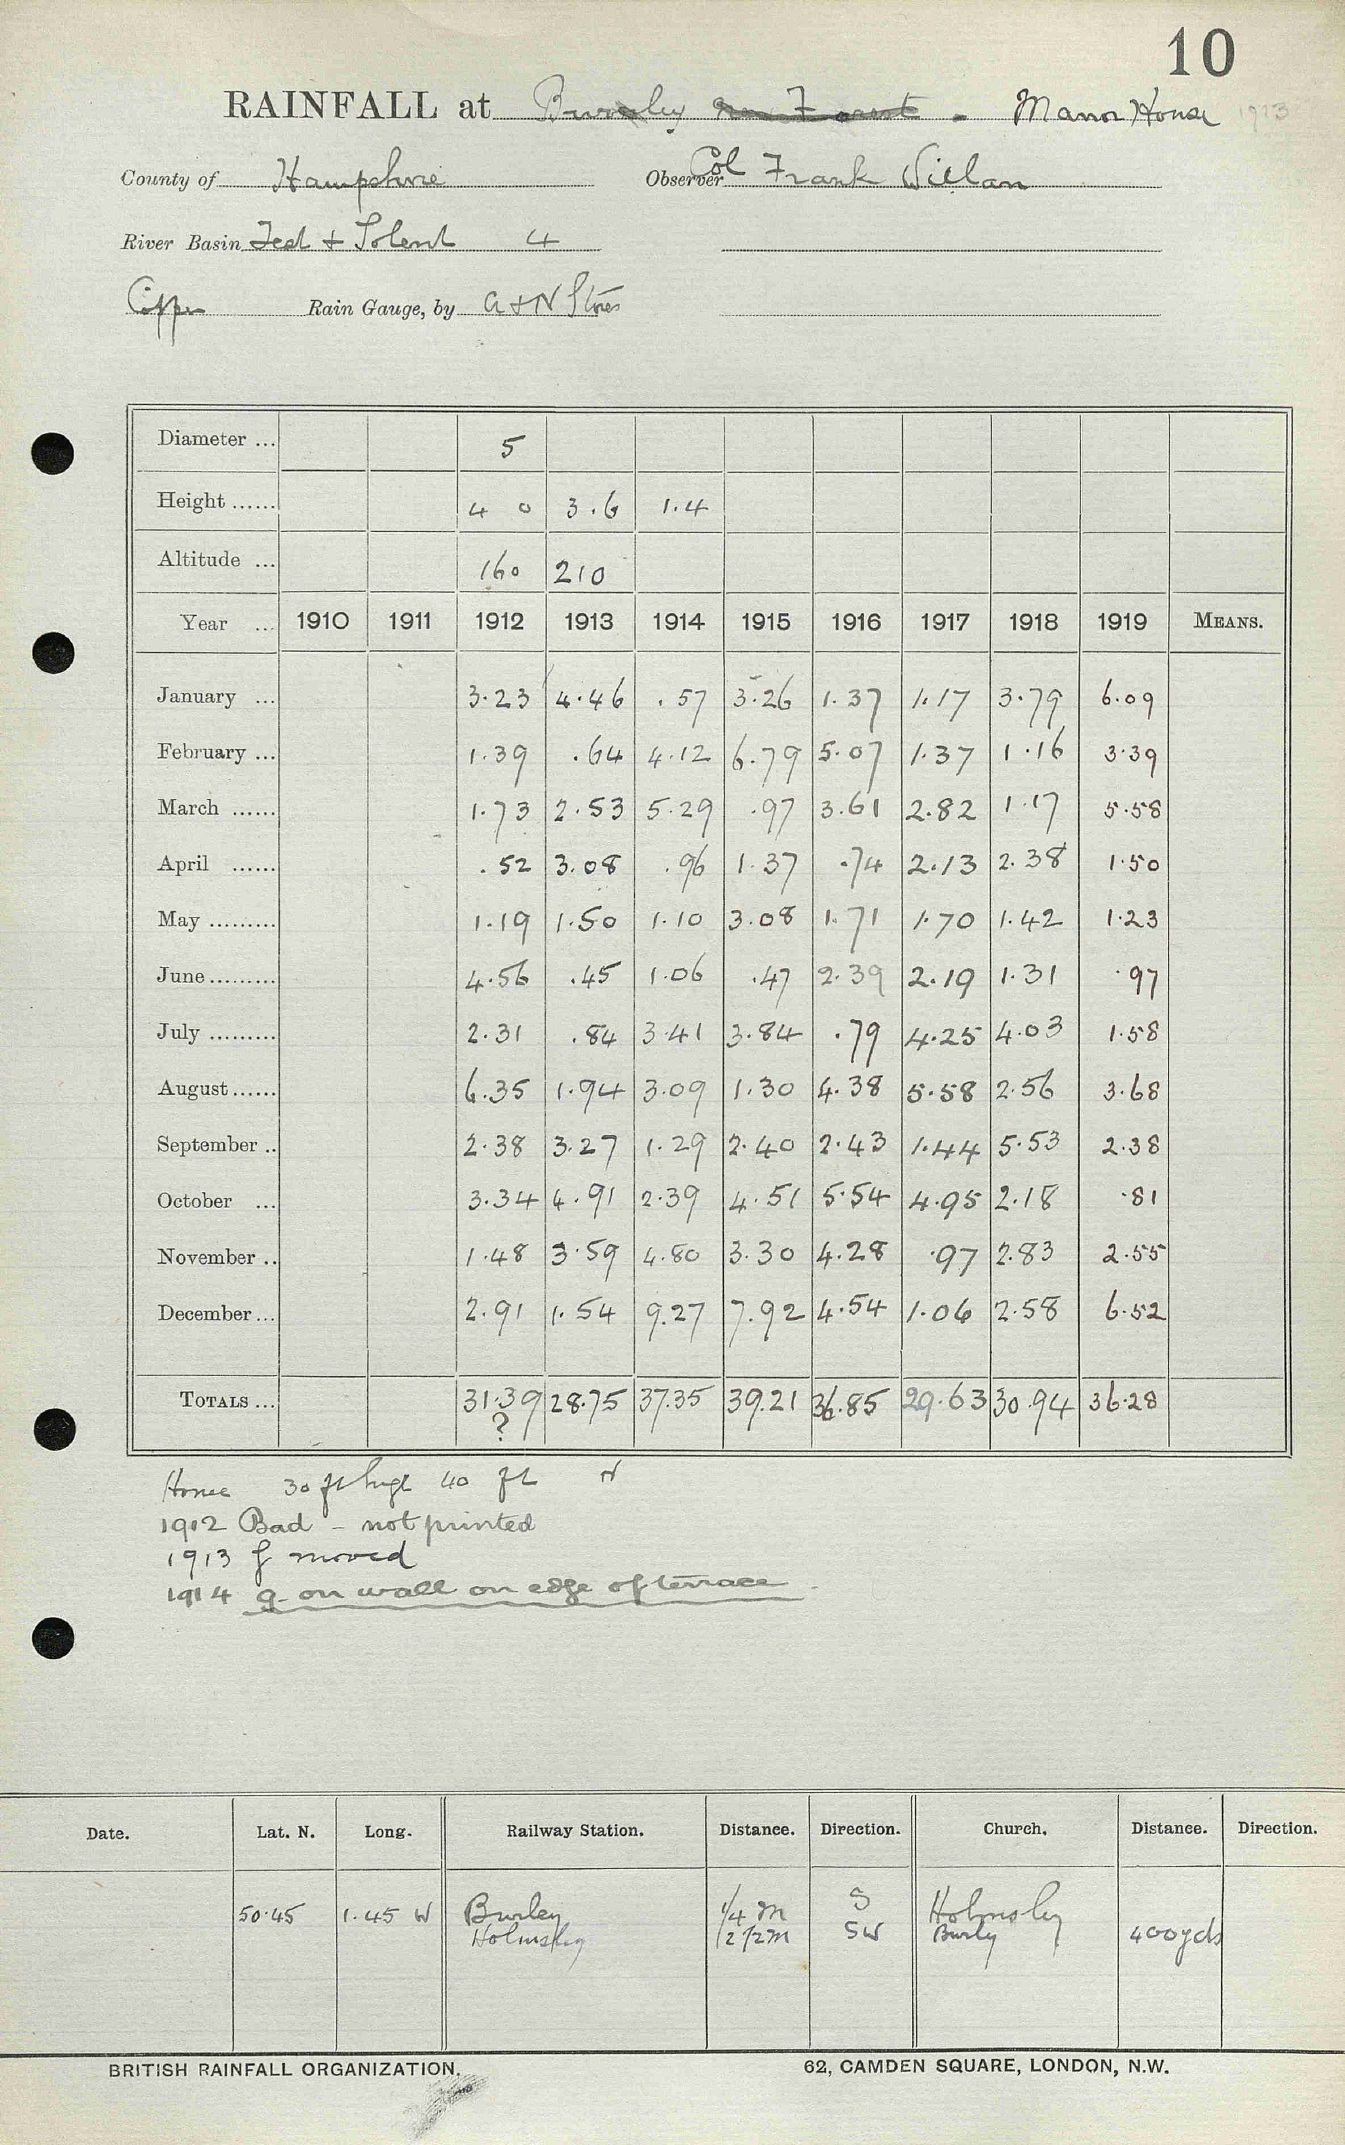 10
RAINFALL at Burley New Forest - Manor House 1913
County of Hampshire Observer Col Frank Willan
River Basin Test + Solent 4
Copper Rain Gauge, by A + N Stores
Diameter ... 5
Height ...... 4 0 3.6 1.4
Altitude ... 160 210
Year ... 1910 1911 1912 1913 1914 1915 1916 1917 1918 1919 MEANS.
January ... 3.23 4.46 .57 3.26 1.37 1.17 3.79 6.09
February ... 1.39 .64 4.12 6.79 5.07 1.37 1.16 3.39
March ...... 1.73 2.53 5.29 .97 3.61 2.82 1.17 5.58
April ...... .52 3.08 .96 1.37 .74 2.13 2.38 1.50
May ......... 1.19 1.50 1.10 3.08 1.71 1.70 1.42 1.23
June ......... 4.56 .45 1.06 .47 2.39 2.19 1.31 .97
July ......... 2.31 .84 3.41 3.84 .79 4.25 4.03 1.58
August ...... 6.35 1.94 3.09 1.30 4.38 5.58 2.56 3.68
September .. 2.38 3.27 1.29 2.40 2.43 1.44 5.53 2.38
October ... 3.34 4.91 2.39 4.51 5.54 4.95 2.18 .81
November .. 1.48 3.59 4.80 3.30 4.28 .97 2.83 2.55
December ... 2.91 1.54 9.27 7.92 4.54 1.06 2.58 6.52
TOTALS ... 31.39 28.75 37.35 39.21 36.85 29.63 30.94 36.28
?
House 30 ft high 40 ft N
1912 Bad - not printed
1913 g moved
1914 g. on wall on edge of terrace.
Date. Lat. N. Long. Railway Station. Distance. Direction. Church. Distance. Direction.
50.45 1.45 W Burley 1/4 M S Holmsley
Holmsley 2 1/2 M SW Burly 400 yds
BRITISH RAINFALL ORGANIZATION. 62, CAMDEN SQUARE, LONDON, N.W.